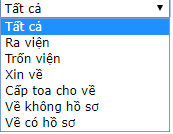 Tất cả
Tất cả
Ra viện
Trốn viện
Xin về
Cấp toa cho về
Về không hồ sơ
Về có hồ sơ